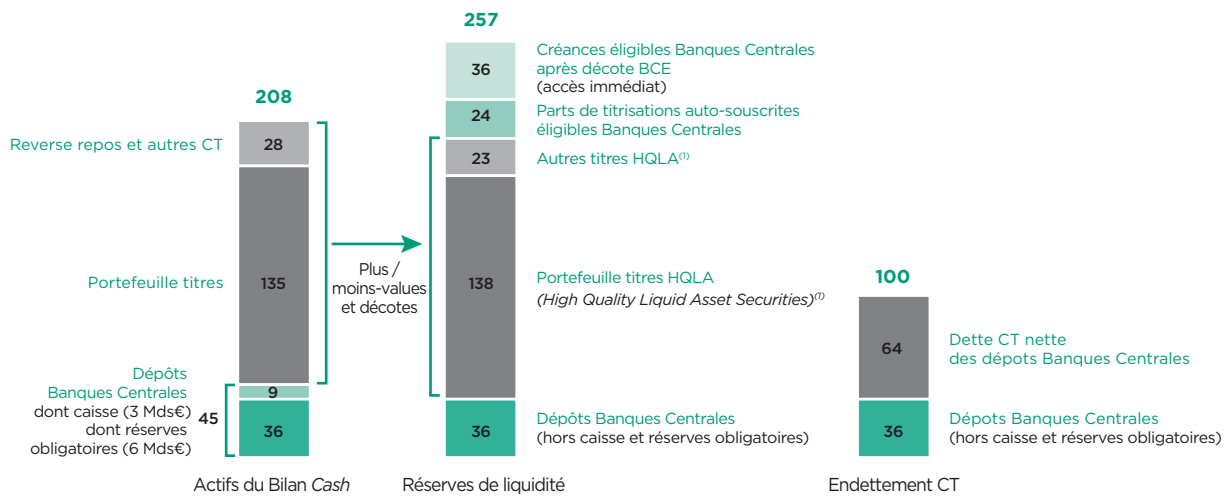 208
Reverse repos et autres CT
28
Portefeuille titres
135
Dépôts
Banques Centrales
dont caisse (3 Mds€)
dont réserves
obligatoires (6 Mds€)
45
9
36
Actifs du Bilan Cash
Plus /
moins-values
et décotes
257
36
Créances éligibles Banques Centrales
après décote BCE
(accès immédiat)
24
Parts de titrisations auto-souscrites
éligibles Banques Centrales
23
Autres titres HQLA(1)
138
Portefeuille titres HQLA
(High Quality Liquid Asset Securities)(1)
36
Dépôts Banques Centrales
(hors caisse et réserves obligatoires)
Réserves de liquidité
100
64
Dette CT nette
des dépots Banques Centrales
36
Dépots Banques Centrales
(hors caisse et réserves obligatoires)
Endettement CT